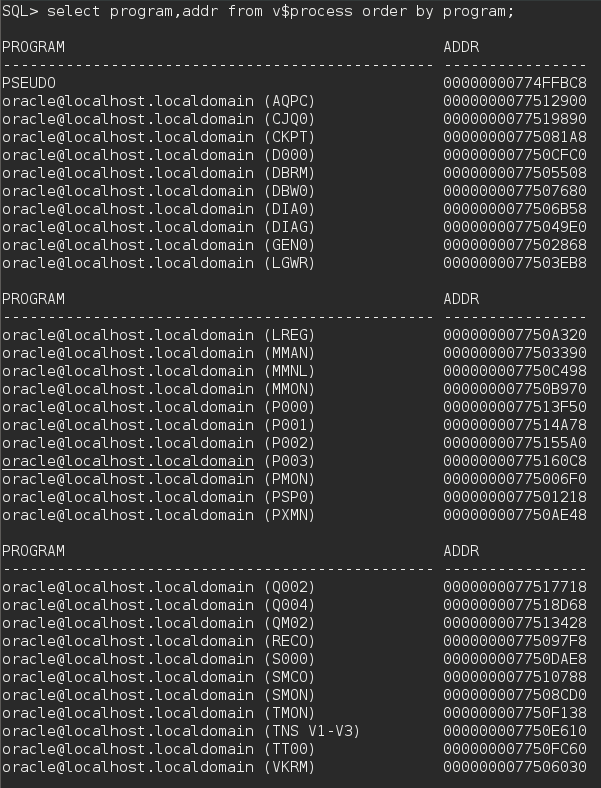 SQL> select program,addr from v$process order by program;
PROGRAM ADDR
------------------------------------------------ ----------------
PSEUDO 00000000774FFBC8
oracle@localhost.localdomain (AQPC) 0000000077512900
oracle@localhost.localdomain (CJQ0) 0000000077519890
oracle@localhost.localdomain (CKPT) 00000000775081A8
oracle@localhost.localdomain (D000) 000000007750CFC0
oracle@localhost.localdomain (DBRM) 0000000077505508
oracle@localhost.localdomain (DBW0) 0000000077507680
oracle@localhost.localdomain (DIA0) 0000000077506B58
oracle@localhost.localdomain (DIAG) 00000000775049E0
oracle@localhost.localdomain (GEN0) 0000000077502868
oracle@localhost.localdomain (LGWR) 0000000077503EB8
PROGRAM ADDR
------------------------------------------------ ----------------
oracle@localhost.localdomain (LREG) 000000007750A320
oracle@localhost.localdomain (MMAN) 0000000077503390
oracle@localhost.localdomain (MMNL) 000000007750C498
oracle@localhost.localdomain (MMON) 000000007750B970
oracle@localhost.localdomain (P000) 0000000077513F50
oracle@localhost.localdomain (P001) 0000000077514A78
oracle@localhost.localdomain (P002) 00000000775155A0
oracle@localhost.localdomain (P003) 00000000775160C8
oracle@localhost.localdomain (PMON) 00000000775006F0
oracle@localhost.localdomain (PSP0) 0000000077501218
oracle@localhost.localdomain (PXMN) 000000007750AE48
PROGRAM ADDR
------------------------------------------------ ----------------
oracle@localhost.localdomain (Q002) 0000000077517718
oracle@localhost.localdomain (Q004) 0000000077518D68
oracle@localhost.localdomain (QM02) 0000000077513428
oracle@localhost.localdomain (RECO) 00000000775097F8
oracle@localhost.localdomain (S000) 000000007750DAE8
oracle@localhost.localdomain (SMCO) 0000000077510788
oracle@localhost.localdomain (SMON) 0000000077508CD0
oracle@localhost.localdomain (TMON) 000000007750F138
oracle@localhost.localdomain (TNS V1-V3) 000000007750E610
oracle@localhost.localdomain (TT00) 000000007750FC60
oracle@localhost.localdomain (VKRM) 0000000077506030